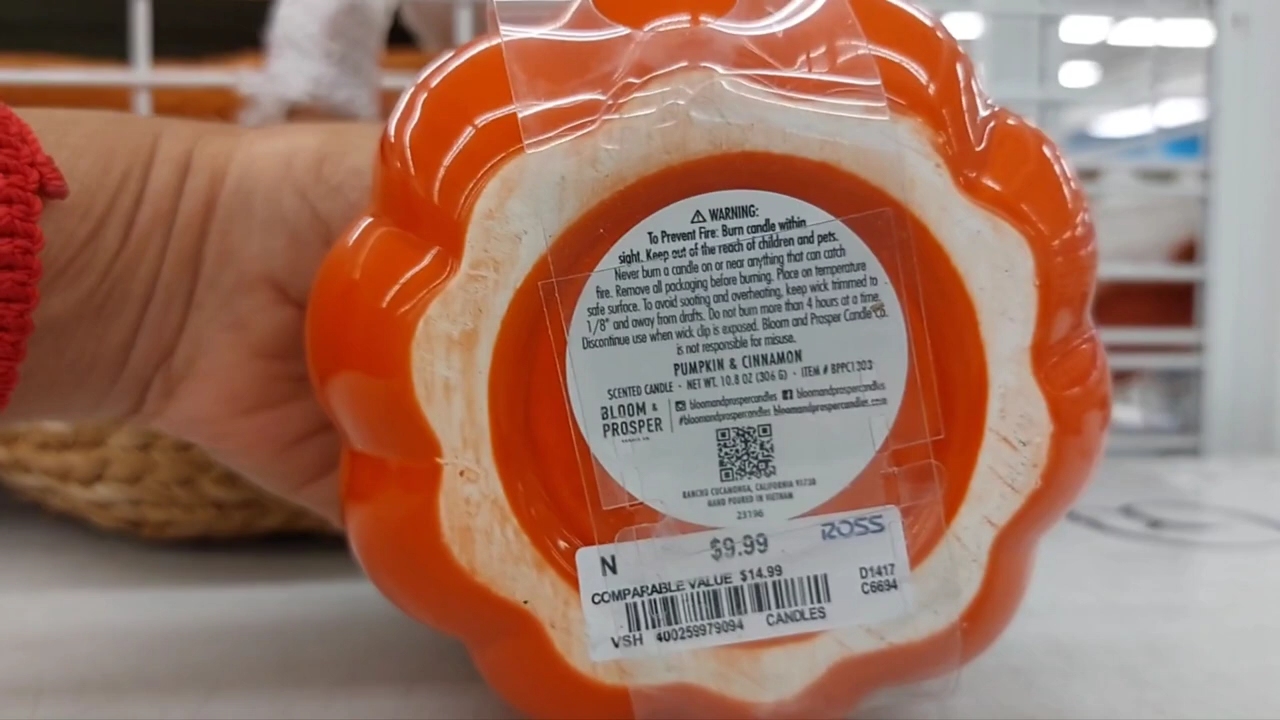 ⚠ WARNING:
To Prevent Fire: Burn candle within
sight. Keep out of the reach of children and pets.
Never burn a candle on or near anything that can catch
fire. Remove all packaging before burning. Place on temperature
safe surface. To avoid sooting and overheating, keep wick trimmed to
1/8" and away from drafts. Do not burn more than 4 hours at a time.
Discontinue use when wick clip is exposed. Bloom and Prosper Candle Co.
is not responsible for misuse.
PUMPKIN & CINNAMON
SCENTED CANDLE - NET WT. 10.8 OZ (306 G) - ITEM # BPPC1303
BLOOM &
PROSPER
bloomandprospercandles bloomandprospercandles
#bloomandprospercandles bloomandprospercandles.com
RANCHO CUCAMONGA, CALIFORNIA 91730
HAND POURED IN VIETNAM
23196
N $9.99 ROSS
COMPARABLE VALUE $14.99 D1417
C6694
VSH 400259979094 CANDLES